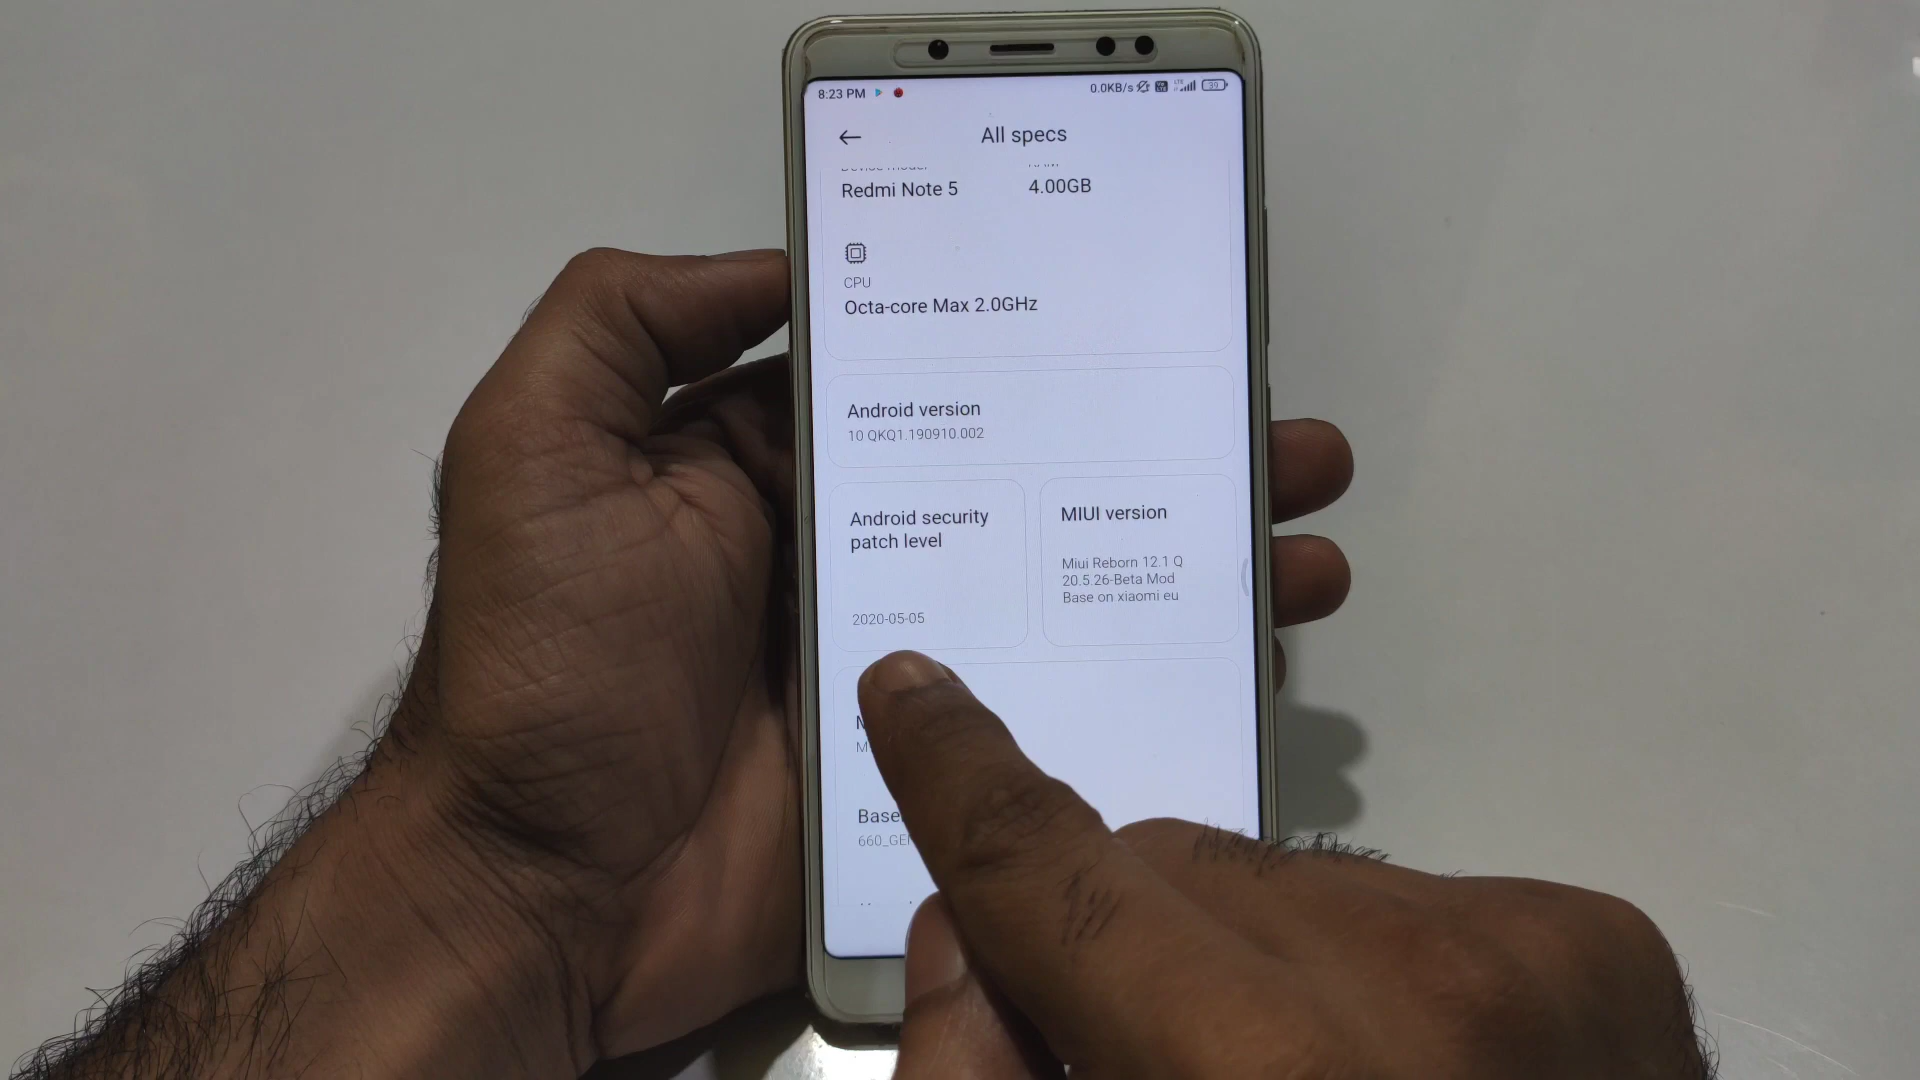 8:23 PM
0.0KB/s
39
All specs
Redmi Note 5
4.00GB
CPU
Octa-core Max 2.0GHz
Android version
10 QKQ1.190910.002
Android security
patch level
2020-05-05
MIUI version
Miui Reborn 12.1 Q
20.5.26-Beta Mod
Base on xiaomi eu